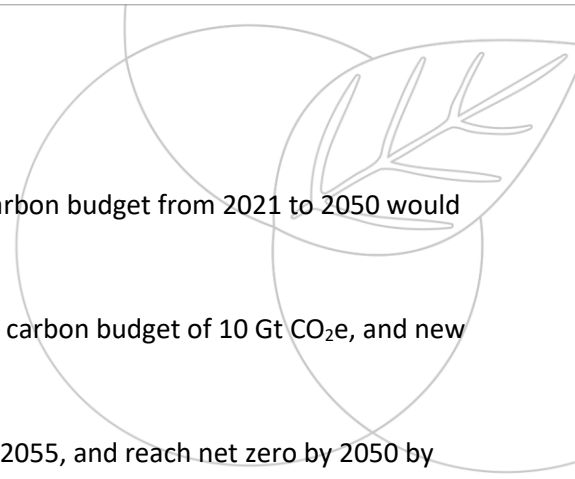 arbon budget from 2021 to 2050 would
carbon budget of 10 Gt CO₂e, and new
2055, and reach net zero by 2050 by